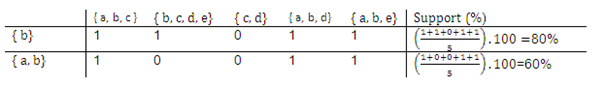 { a, b, c } { b, c, d, e} { c, d} { a, b, d} { a, b, e} Support (%)
{ b} 1 1 0 1 1 (1+1+0+1+1/5).100 =80%
{ a, b} 1 0 0 1 1 (1+0+0+1+1/5).100=60%